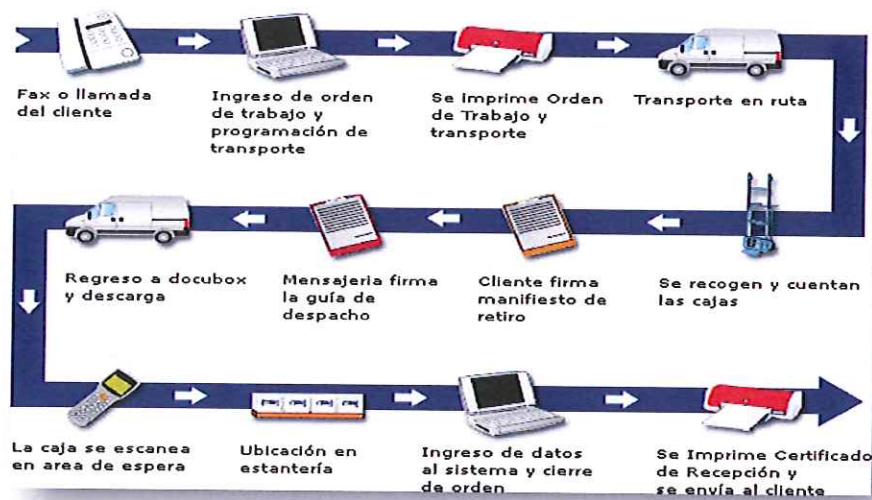 Fax o llamada
del cliente
Ingreso de orden
de trabajo y
programación de
transporte
Se imprime Orden
de Trabajo y
transporte
Transporte en ruta
Regreso a docubox
y descarga
Mensajeria firma
la guía de
despacho
Cliente firma
manifiesto de
retiro
Se recogen y cuentan
las cajas
La caja se escanea
en area de espera
Ubicación en
estantería
Ingreso de datos
al sistema y cierre
de orden
Se Imprime Certificado
de Recepción y
se envía al cliente